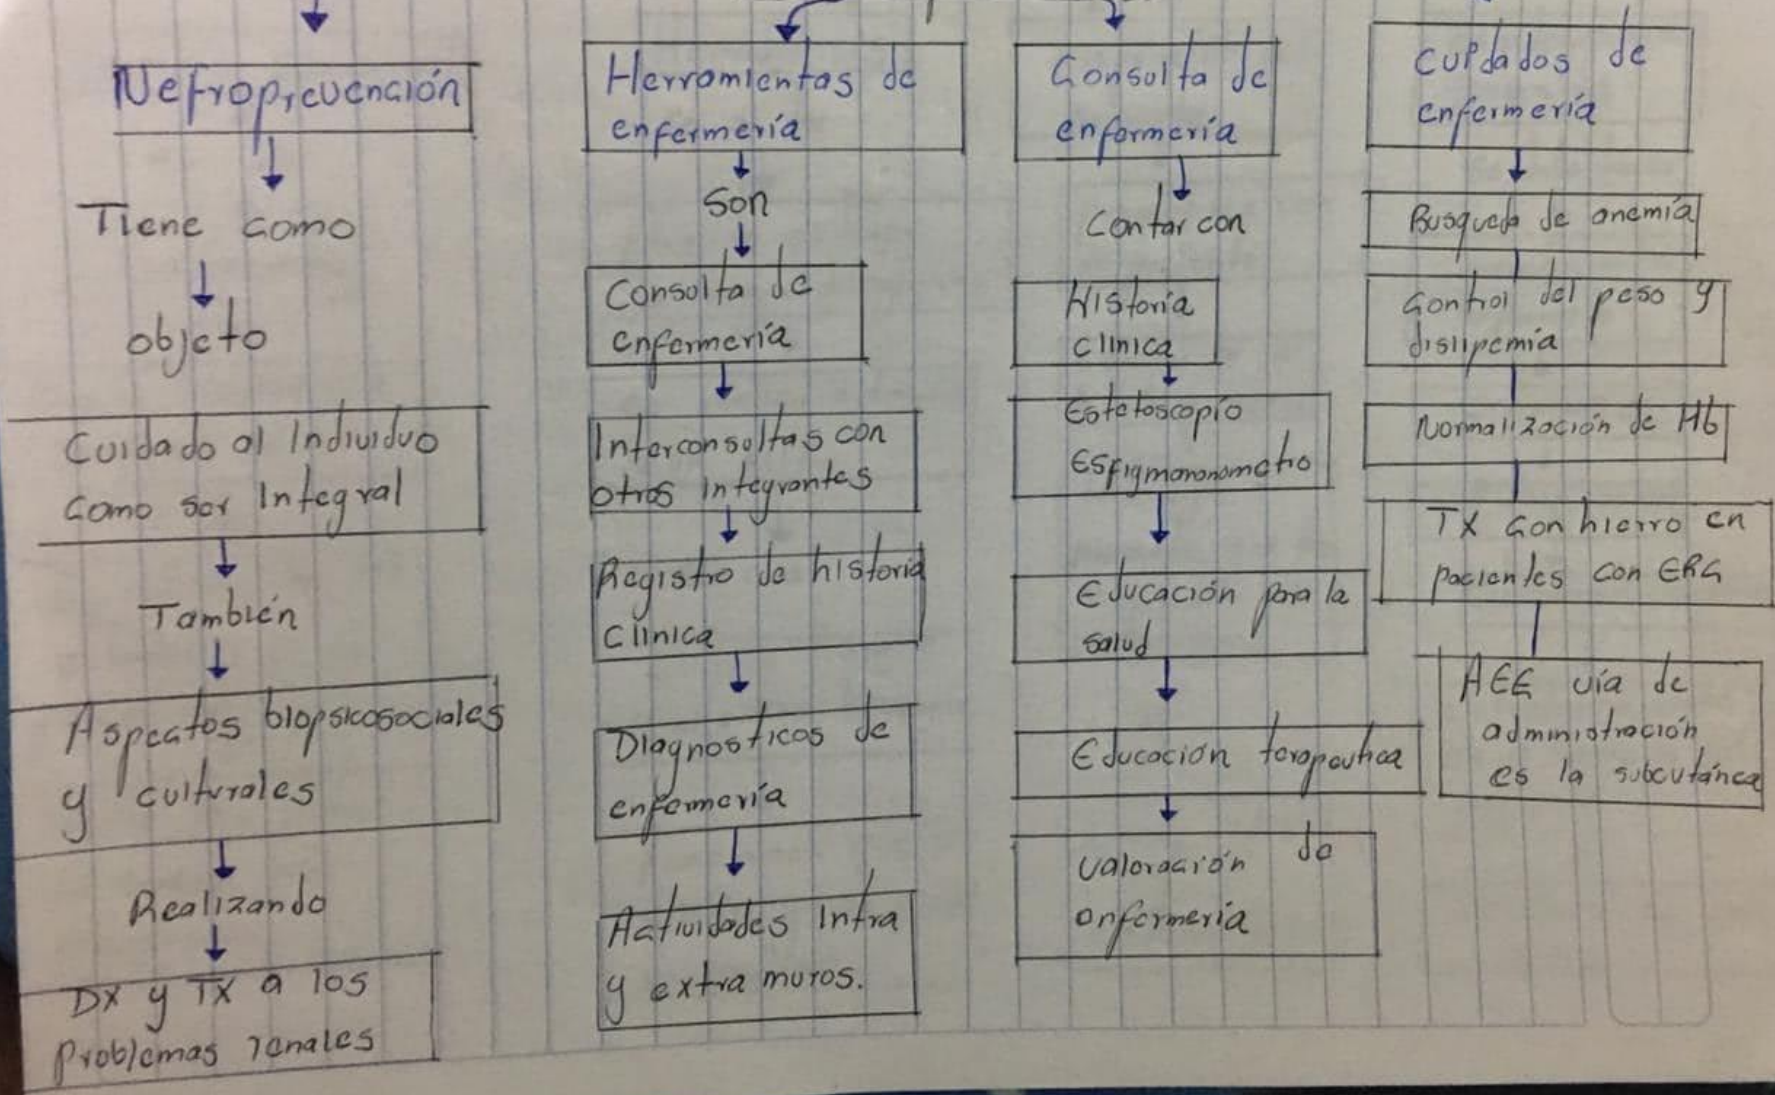 Nefroprevención
Tiene como
objeto
Cuidado al Individuo
como ser Integral
También
Aspectos biopsicosociales
y culturales
Realizando
DX y TX a los
problemas renales
Herramientas de
enfermería
Son
Consulta de
enfermería
Interconsultas con
otros integrantes
Registro de historia
Clinica
Diagnosticos de
enfermería
Actividades Intra
y extra muros.
Consulta de
enfermería
Contar con
Historia
clinica
Estetoscopio
Esfigmononometro
Educación para la
salud
Educación terapeutica
Valoración de
enfermería
Cuidados de
enfermería
Busqueda de anemía
Control del peso y
dislipemia
Normalización de Hb
TX con hierro en
pacientes con ERC
AEE vía de
administración
es la subcutánea